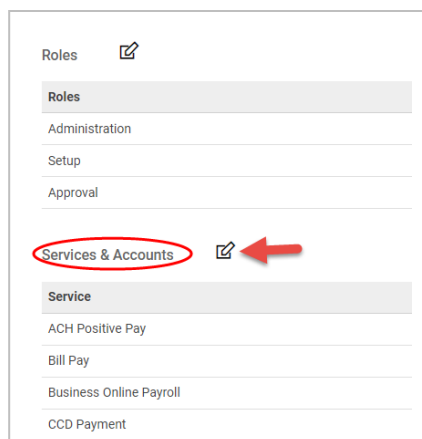 Roles
Roles
Administration
Setup
Approval
Services & Accounts
Service
ACH Positive Pay
Bill Pay
Business Online Payroll
CCD Payment